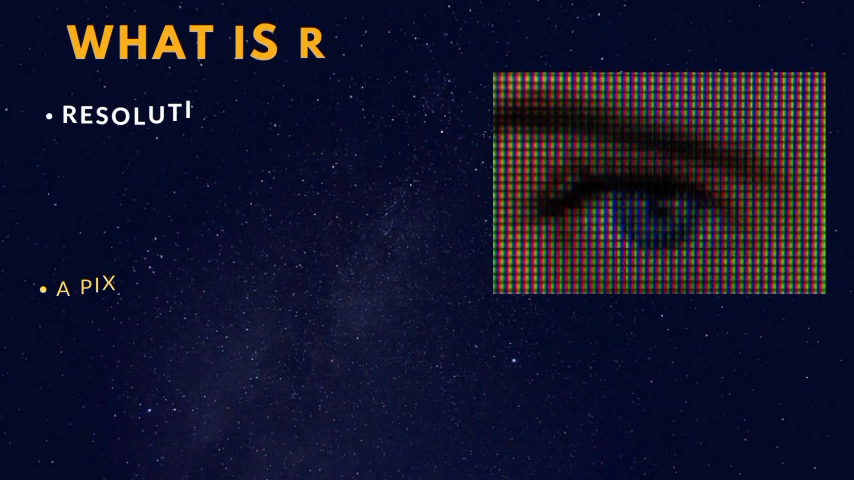 WHAT IS R
• RESOLUTI
• A PIX